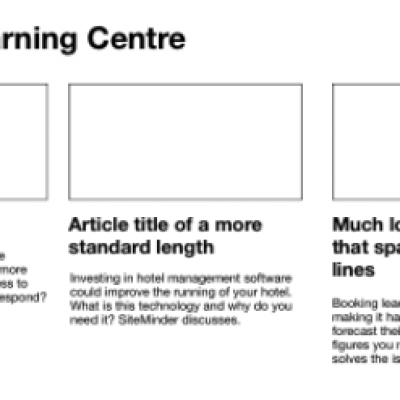 arning Centre
e
more
ess to
espond?
Article title of a more
standard length
Investing in hotel management software
could improve the running of your hotel.
What is this technology and why do you
need it? SiteMinder discusses.
Much lo
that spa
lines
Booking lea
making it ha
forecast thei
figures you n
solves the is